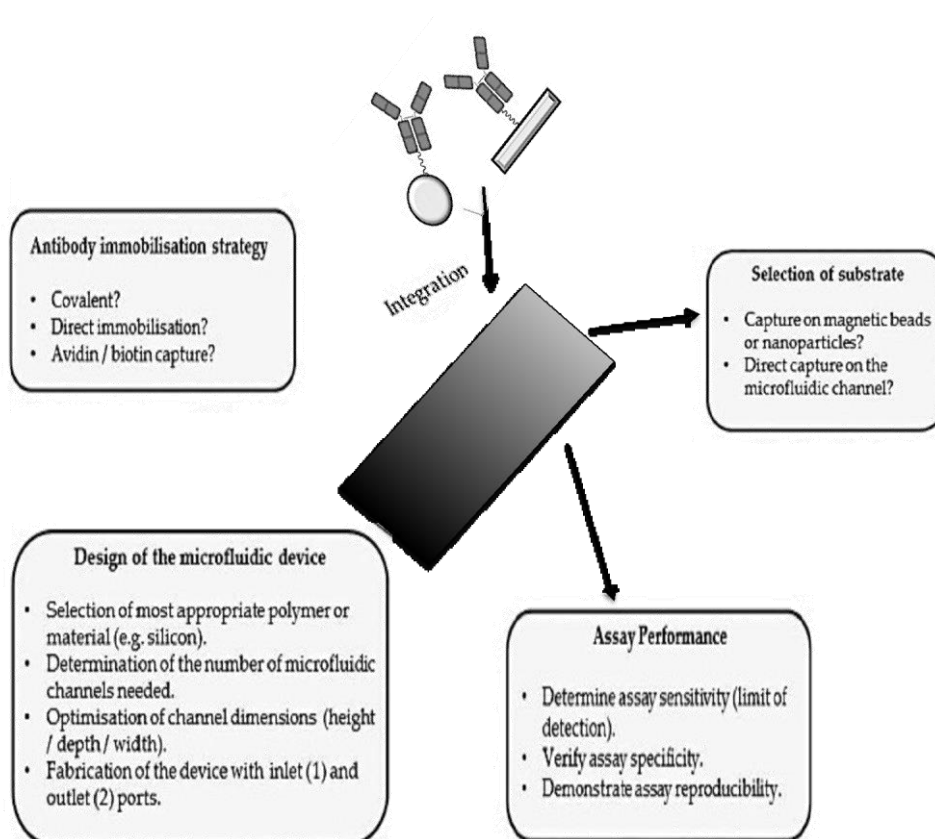 Integration
Antibody immobilisation strategy
• Covalent?
• Direct immobilisation?
• Avidin / biotin capture?
Selection of substrate
• Capture on magnetic beads
or nanoparticles?
• Direct capture on the
microfluidic channel?
Design of the microfluidic device
• Selection of most appropriate polymer or
material (e.g. silicon).
• Determination of the number of microfluidic
channels needed.
• Optimisation of channel dimensions (height
/ depth / width).
• Fabrication of the device with inlet (1) and
outlet (2) ports.
Assay Performance
• Determine assay sensitivity (limit of
detection).
• Verify assay specificity.
• Demonstrate assay reproducibility.